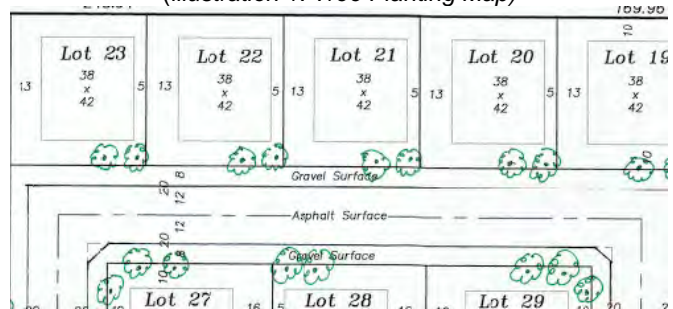 (Illustration 1: Tree Planting Map)
169.96
Lot 23 Lot 22 Lot 21 Lot 20 Lot 19
10
38 38 38 38 38
13 x 5 13 x 5 13 x 5 13 x 5 13 x
42 42 42 42 42
Gravel Surface
8
20
12
Asphalt Surface
12
20
Gravel Surface
8
10
Lot 27 Lot 28 Lot 29
16 5 16 20